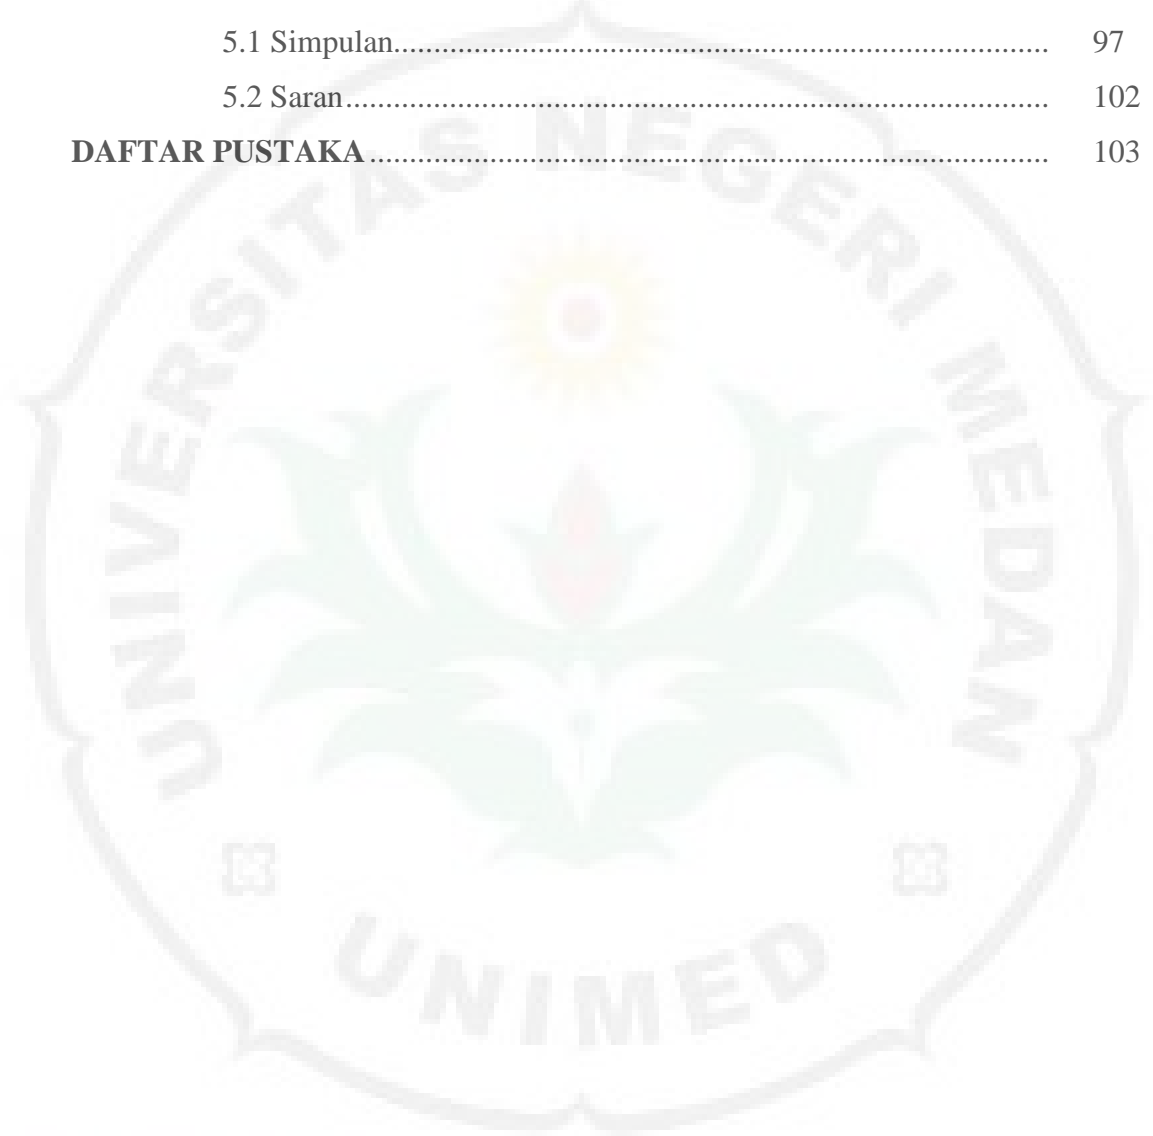 5.1 Simpulan................................................................................ 97
5.2 Saran...................................................................................... 102
DAFTAR PUSTAKA................................................................................... 103
UNIVERSITAS NEGERI MEDAN
UNIMED